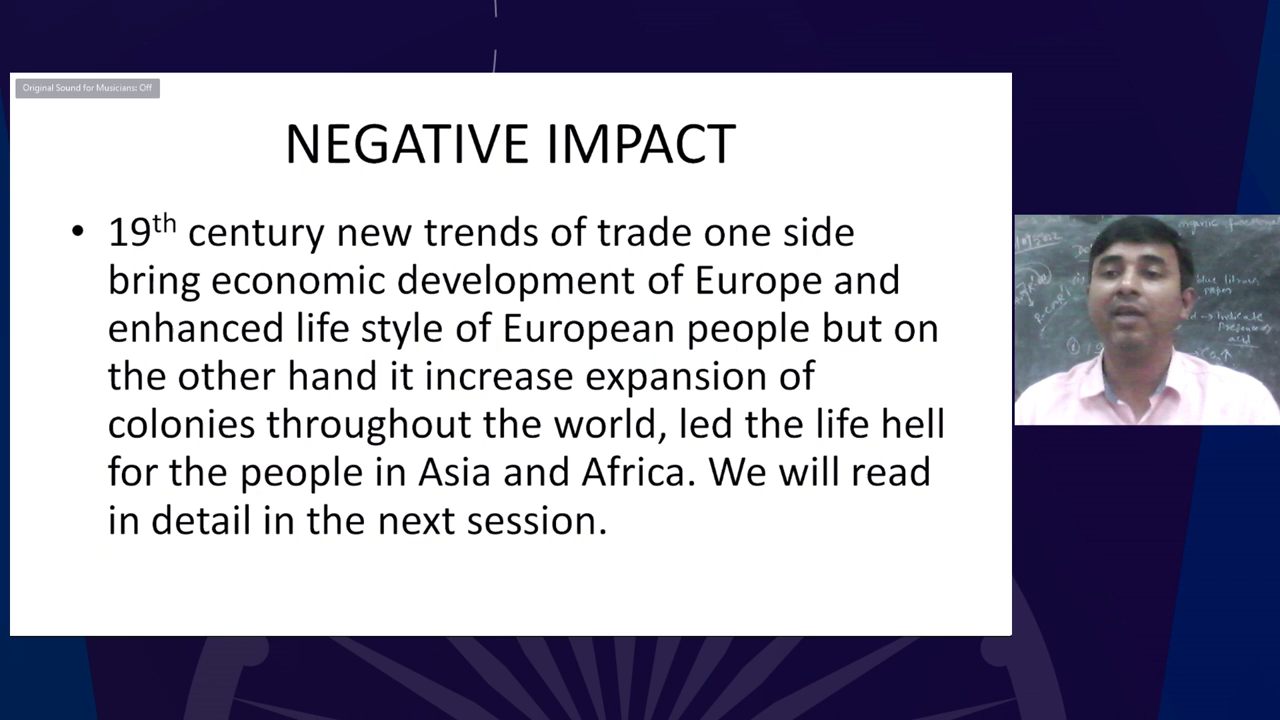 Original Sound for Musicians: Off
NEGATIVE IMPACT
• 19th century new trends of trade one side
bring economic development of Europe and
enhanced life style of European people but on
the other hand it increase expansion of
colonies throughout the world, led the life hell
for the people in Asia and Africa. We will read
in detail in the next session.